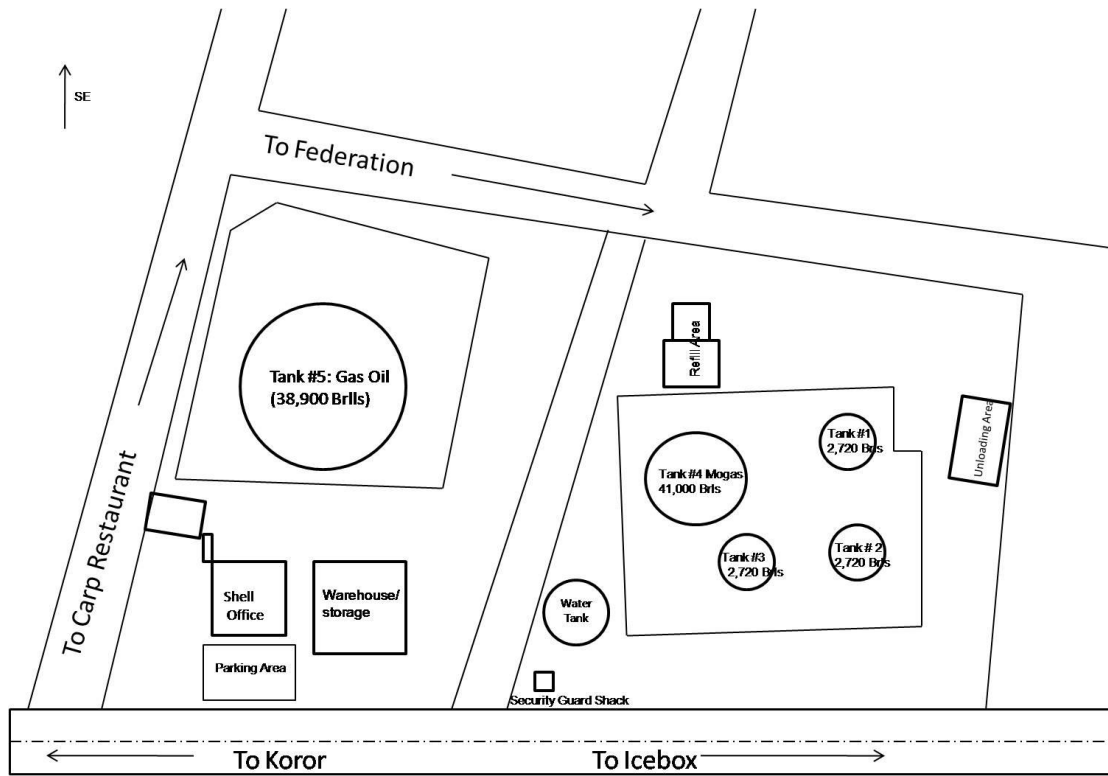 SE
To Federation
Tank #5: Gas Oil
(38,900 Brlls)
Refill Area
Tank #1
2,720 Brls
Unloading Area
Tank #4 Mogas
41,000 Brls
To Carp Restaurant
Tank #3
2,720 Brls
Tank # 2
2,720 Brls
Shell
Office
Warehouse/
storage
Water
Tank
Parking Area
Security Guard Shack
To Koror
To Icebox